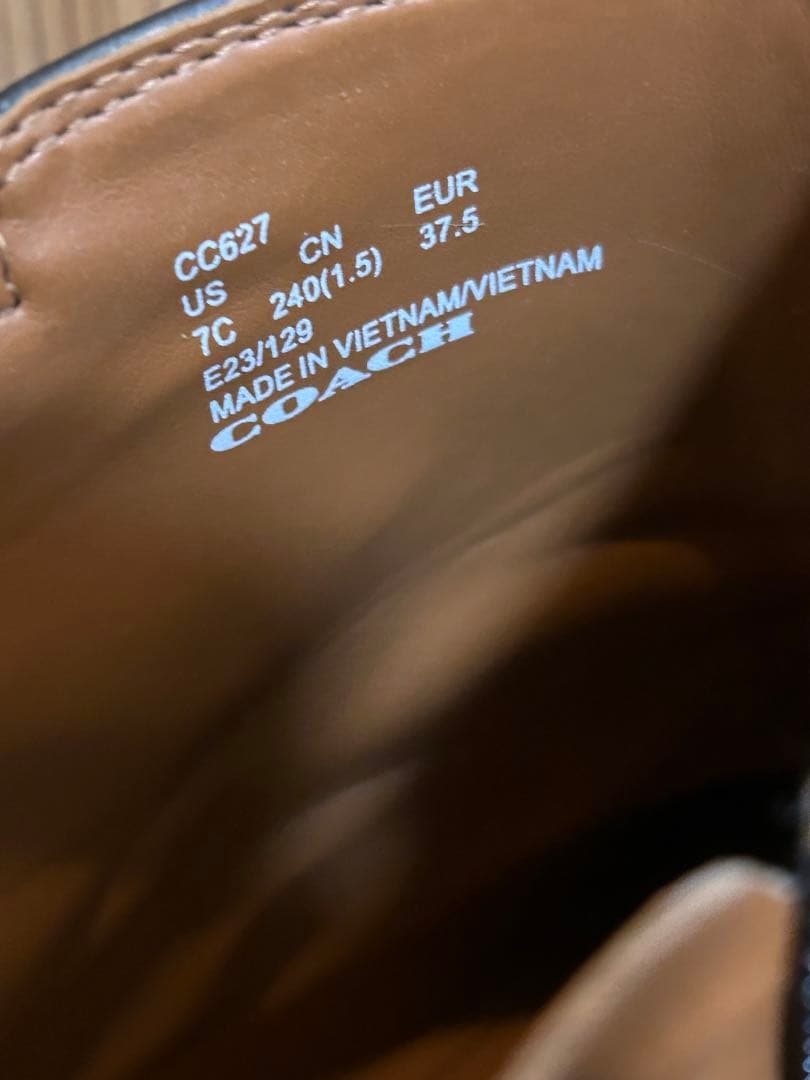 CC627
US CN EUR
7C 240(1.5) 37.5
E23/129
MADE IN VIETNAM/VIETNAM
COACH